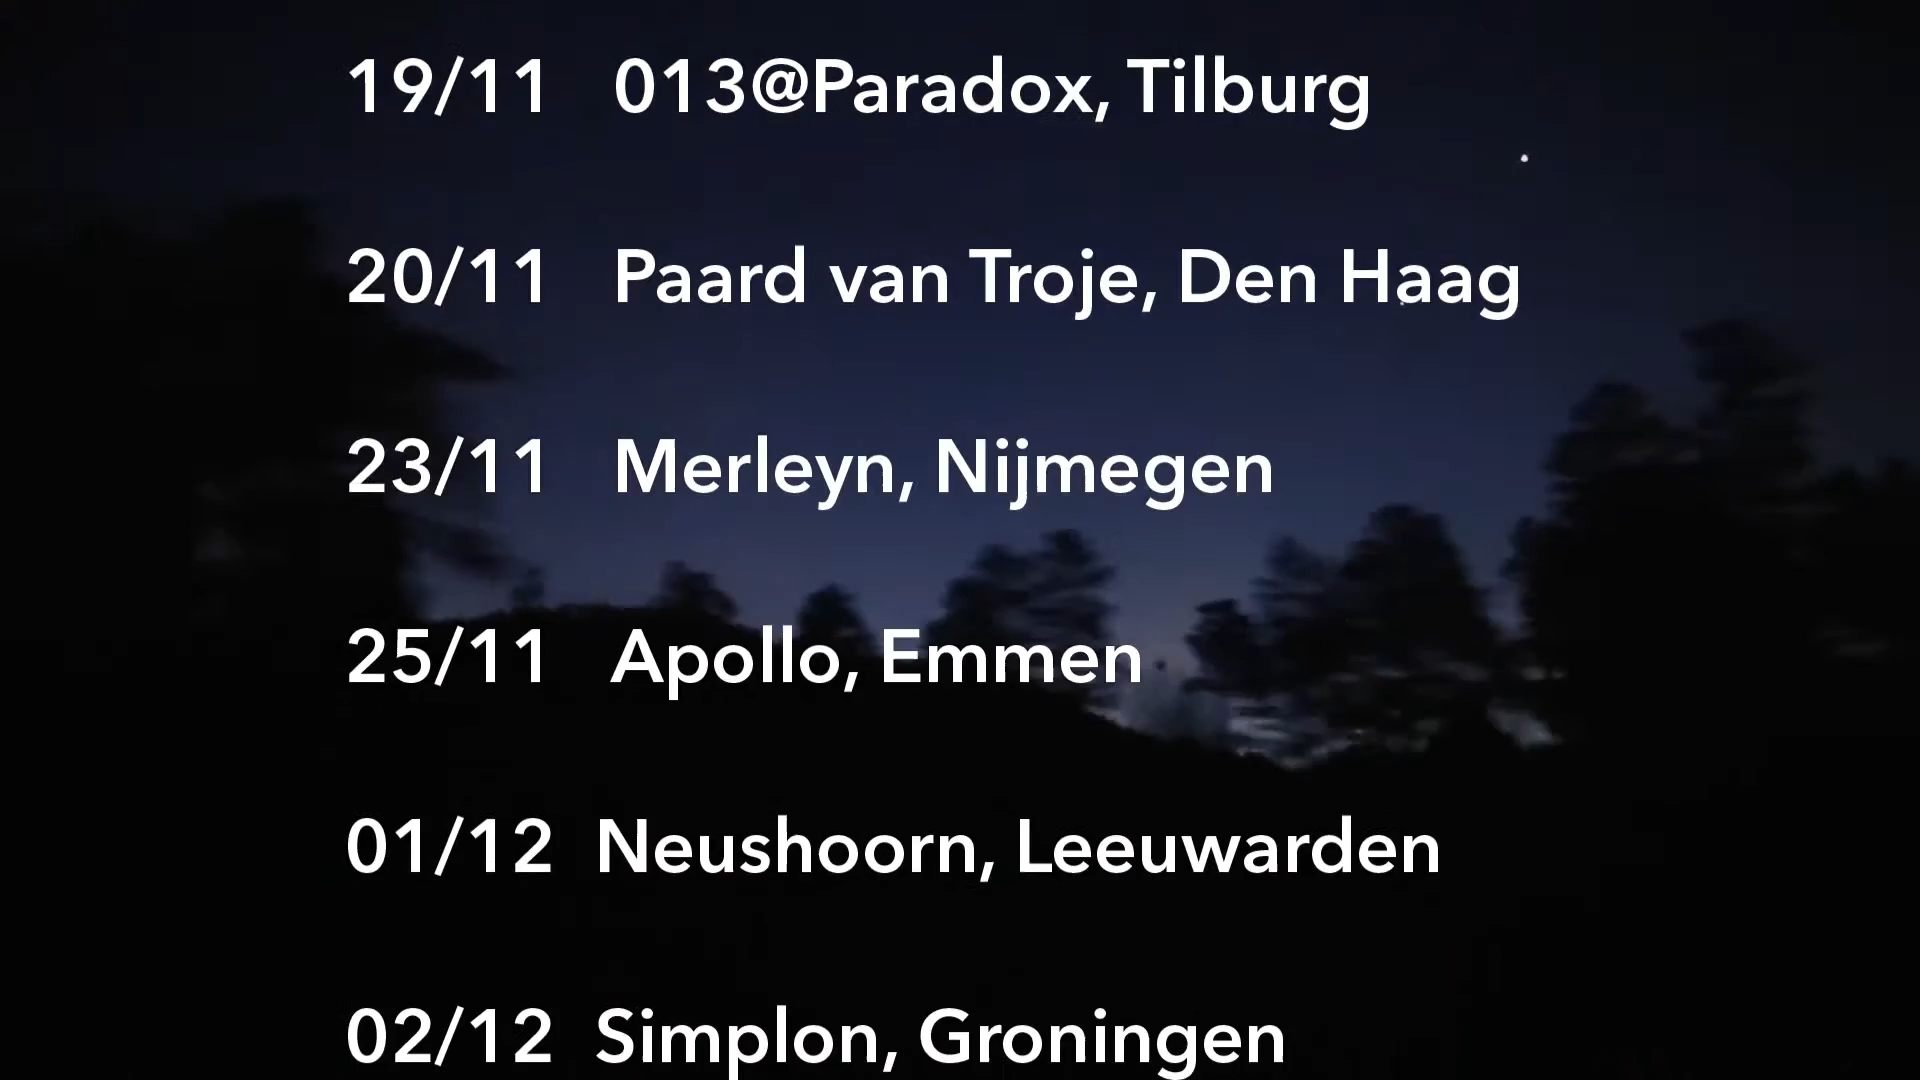 19/11 013@Paradox, Tilburg
20/11 Paard van Troje, Den Haag
23/11 Merleyn, Nijmegen
25/11 Apollo, Emmen
01/12 Neushoorn, Leeuwarden
02/12 Simplon, Groningen